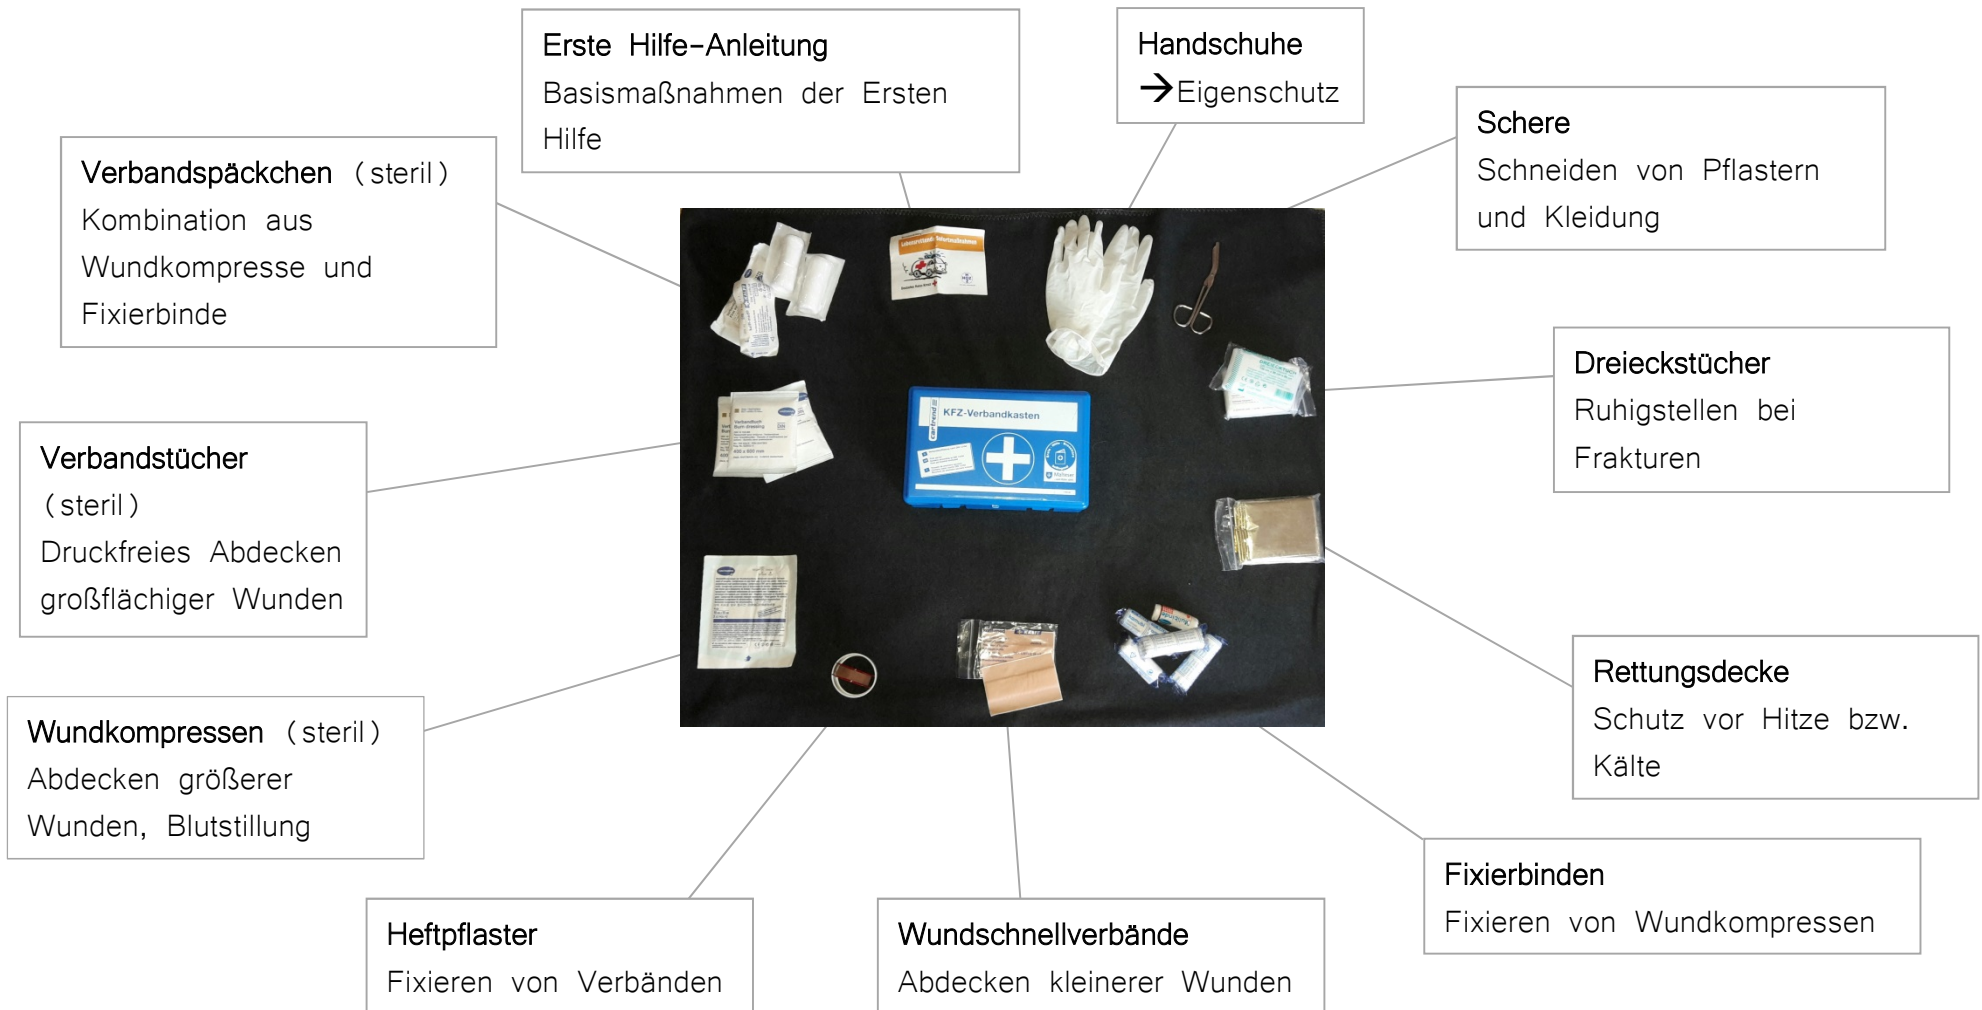 Erste Hilfe-Anleitung
Basismaßnahmen der Ersten
Hilfe
Handschuhe
→Eigenschutz
Schere
Schneiden von Pflastern
und Kleidung
Verbandspäckchen (steril)
Kombination aus
Wundkompresse und
Fixierbinde
Dreieckstücher
Ruhigstellen bei
Frakturen
Verbandstücher
(steril)
Druckfreies Abdecken
großflächiger Wunden
cartrend
KFZ-Verbandkasten
Rettungsdecke
Schutz vor Hitze bzw.
Kälte
Wundkompressen (steril)
Abdecken größerer
Wunden, Blutstillung
Fixierbinden
Fixieren von Wundkompressen
Heftpflaster
Fixieren von Verbänden
Wundschnellverbände
Abdecken kleinerer Wunden